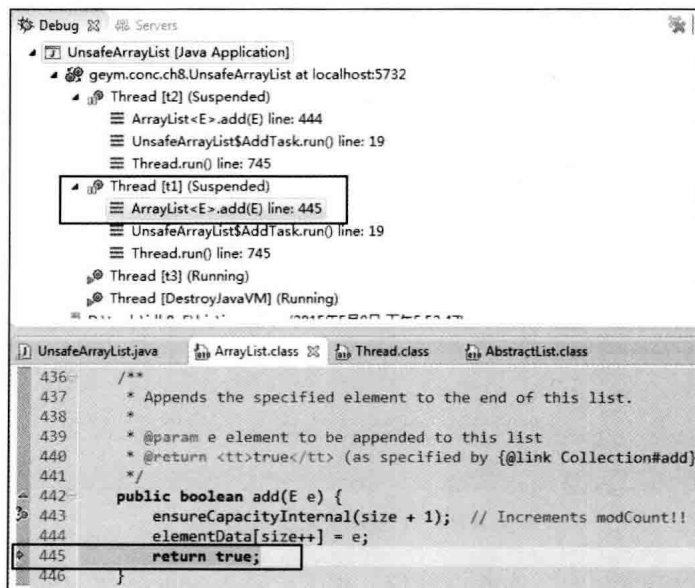 Debug Servers
UnsafeArrayList [Java Application]
geym.conc.ch8.UnsafeArrayList at localhost:5732
Thread [t2] (Suspended)
ArrayList<E>.add(E) line: 444
UnsafeArrayList$AddTask.run() line: 19
Thread.run() line: 745
Thread [t1] (Suspended)
ArrayList<E>.add(E) line: 445
UnsafeArrayList$AddTask.run() line: 19
Thread.run() line: 745
Thread [t3] (Running)
Thread [DestroyJavaVM] (Running)
UnsafeArrayList.java ArrayList.class Thread.class AbstractList.class
436 /**
437 * Appends the specified element to the end of this list.
438 *
439 * @param e element to be appended to this list
440 * @return <tt>true</tt> (as specified by {@link Collection#add}
441 */
442 public boolean add(E e) {
443 ensureCapacityInternal(size + 1); // Increments modCount!!
444 elementData[size++] = e;
445 return true;
446 }